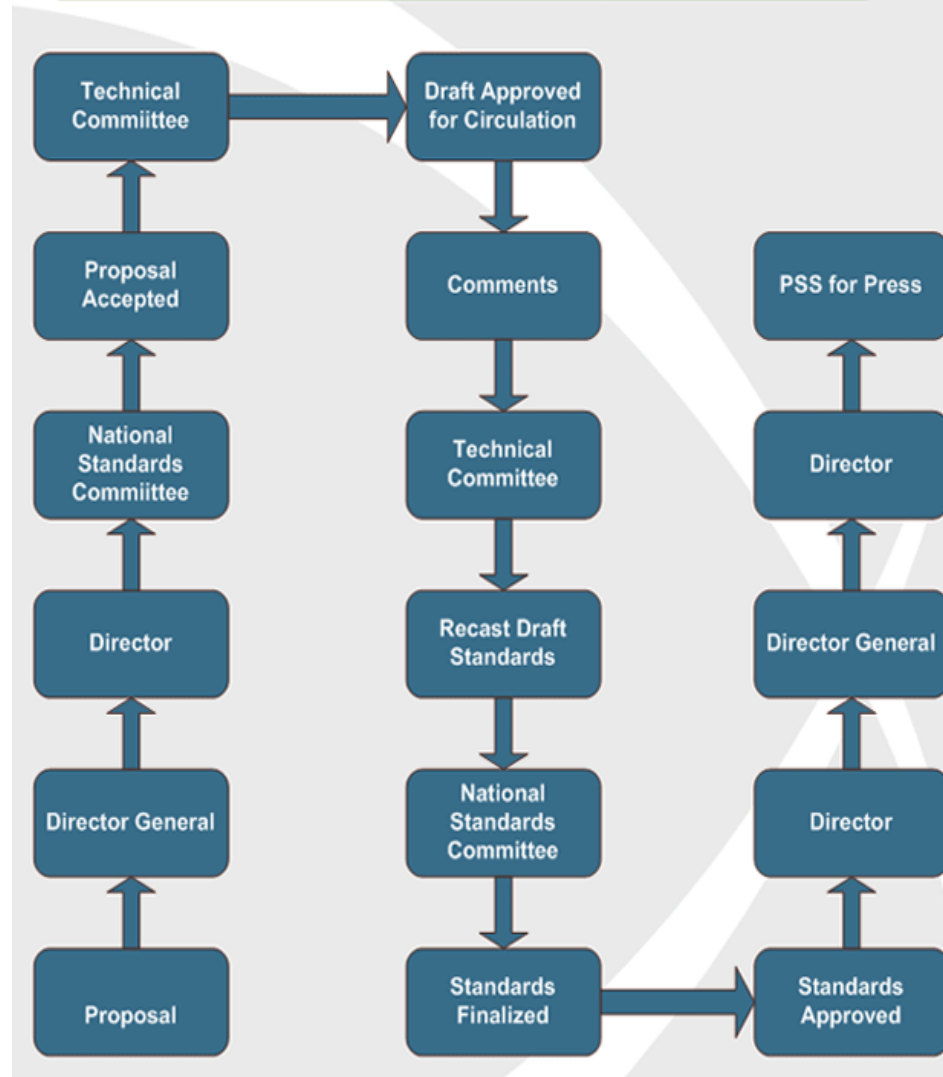 Technical
Commiittee
Draft Approved
for Circulation
Proposal
Accepted
Comments
PSS for Press
National
Standards
Commiittee
Technical
Committee
Director
Director
Recast Draft
Standards
Director General
Director General
National
Standards
Committee
Director
Proposal
Standards
Finalized
Standards
Approved